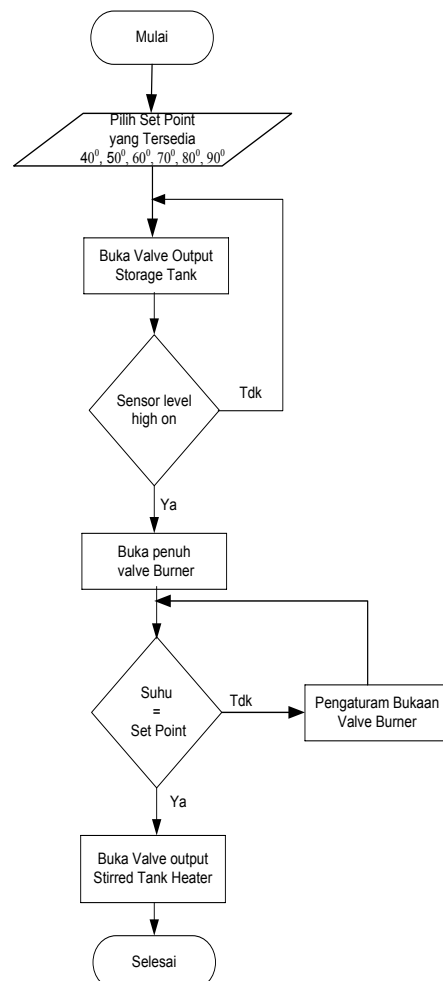 Mulai
Pilih Set Point
yang Tersedia
40⁰, 50⁰, 60⁰, 70⁰, 80⁰, 90⁰
Buka Valve Output
Storage Tank
Sensor level
high on
Tdk
Ya
Buka penuh
valve Burner
Suhu
=
Set Point
Tdk
Pengaturam Bukaan
Valve Burner
Ya
Buka Valve output
Stirred Tank Heater
Selesai